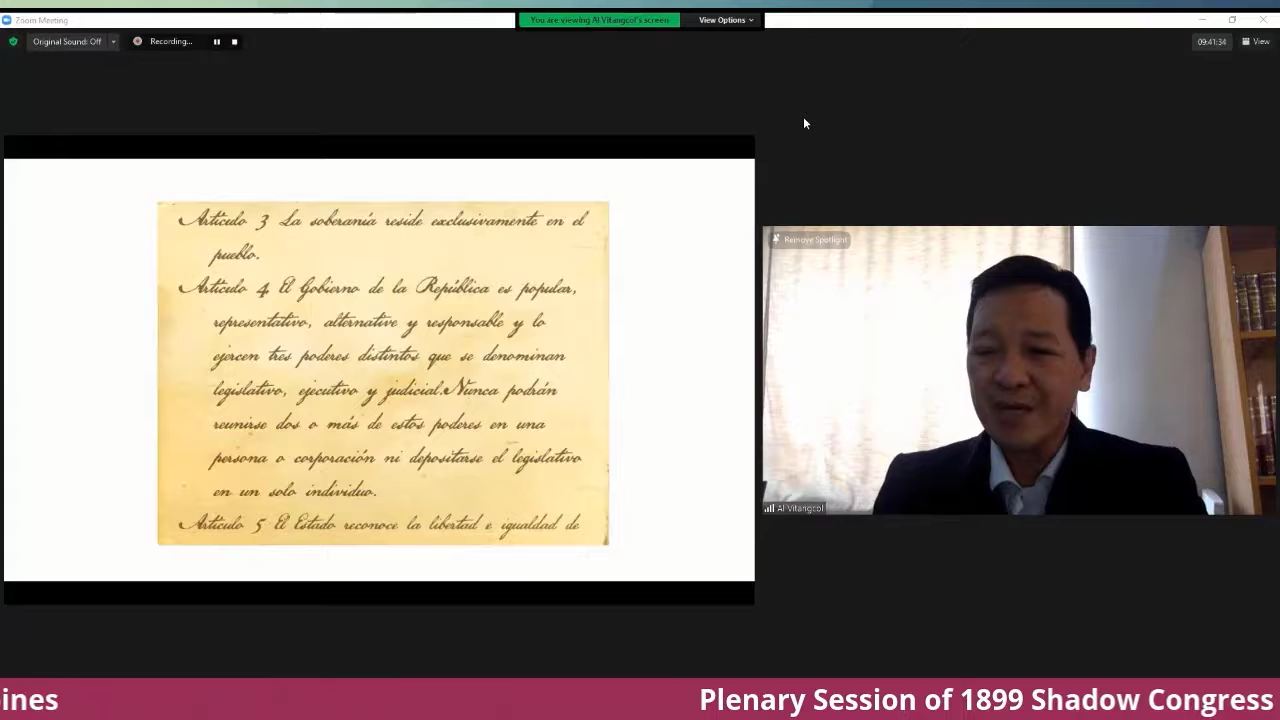 Zoom Meeting
You are viewing Al Vitangcol's screen
View Options
Original Sound: Off
Recording...
09:41:34
View
Artículo 3 La soberanía reside exclusivamente en el
pueblo.
Artículo 4 El Gobierno de la República es popular,
representativo, alternativo y responsable y lo
ejercen tres poderes distintos que se denominan
legislativo, ejecutivo y judicial. Nunca podrán
reunirse dos o más de estos poderes en una
persona o corporación ni depositarse el legislativo
en un solo individuo.
Artículo 5 El Estado reconoce la libertad e igualdad de
Remove Spotlight
Al Vitangcol
ines
Plenary Session of 1899 Shadow Congress